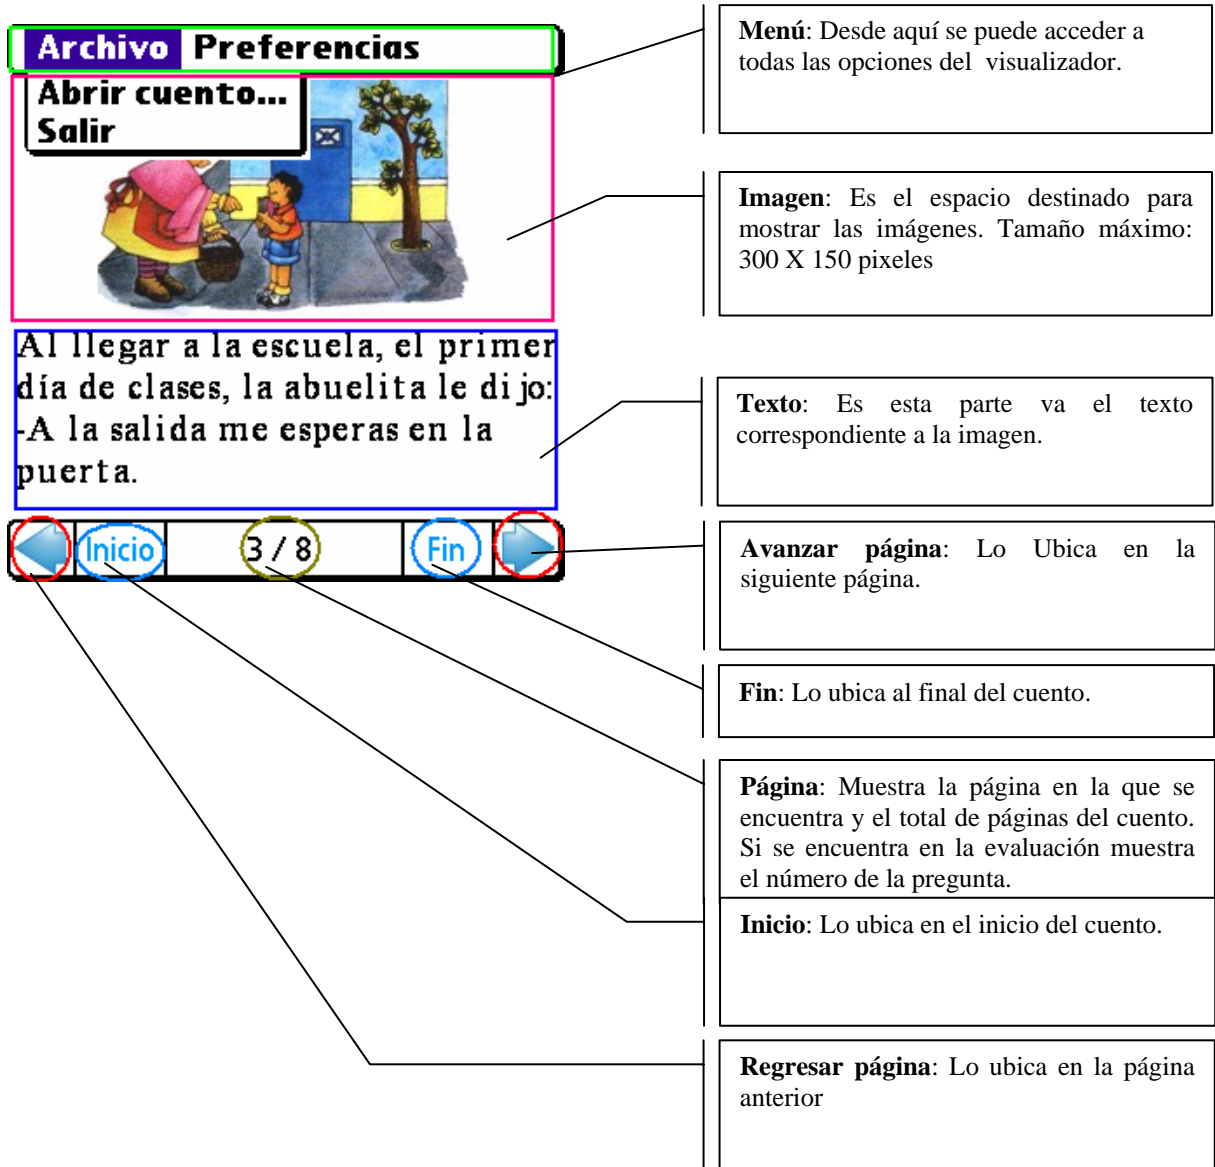 Archivo Preferencias
Abrir cuento...
Salir
Al llegar a la escuela, el primer
día de clases, la abuelita le dijo:
-A la salida me esperas en la
puerta.
Inicio 3 / 8 Fin
Menú: Desde aquí se puede acceder a
todas las opciones del visualizador.
Imagen: Es el espacio destinado para
mostrar las imágenes. Tamaño máximo:
300 X 150 pixeles
Texto: Es esta parte va el texto
correspondiente a la imagen.
Avanzar página: Lo Ubica en la
siguiente página.
Fin: Lo ubica al final del cuento.
Página: Muestra la página en la que se
encuentra y el total de páginas del cuento.
Si se encuentra en la evaluación muestra
el número de la pregunta.
Inicio: Lo ubica en el inicio del cuento.
Regresar página: Lo ubica en la página
anterior